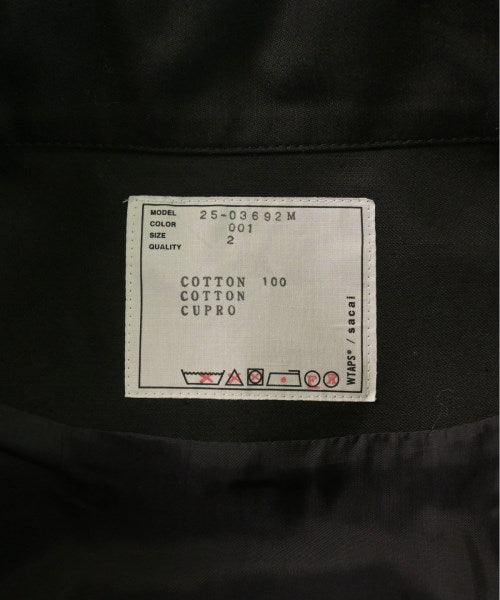 MODEL 25-03692M
COLOR 001
SIZE 2
QUALITY
COTTON 100
COTTON
CUPRO
WTAPS® / sacai